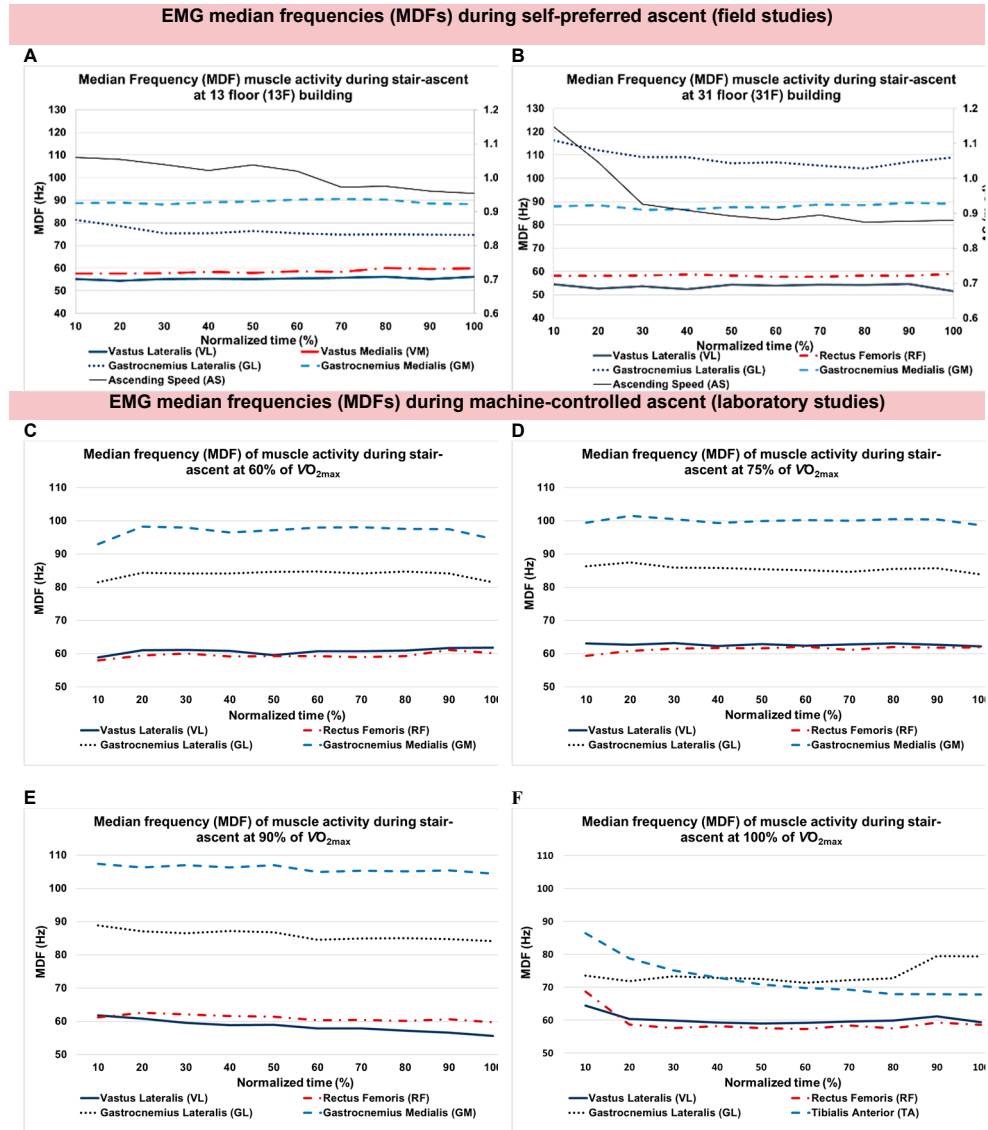 EMG median frequencies (MDFs) during self-preferred ascent (field studies)
A
Median Frequency (MDF) muscle activity during stair-ascent
at 13 floor (13F) building
130
120
110
100
90
80
70
60
50
40
MDF (Hz)
1.2
1.1
1.0
0.9
0.8
0.7
0.6
10 20 30 40 50 60 70 80 90 100
Normalized time (%)
Vastus Lateralis (VL)
Vastus Medialis (VM)
Gastrocnemius Lateralis (GL)
Gastrocnemius Medialis (GM)
Ascending Speed (AS)
B
Median Frequency (MDF) muscle activity during stair-ascent
at 31 floor (31F) building
130
120
110
100
90
80
70
60
50
40
MDF (Hz)
1.2
1.1
1.0
0.9
0.8
0.7
0.6
10 20 30 40 50 60 70 80 90 100
Normalized time (%)
Vastus Lateralis (VL)
Rectus Femoris (RF)
Gastrocnemius Lateralis (GL)
Gastrocnemius Medialis (GM)
Ascending Speed (AS)
EMG median frequencies (MDFs) during machine-controlled ascent (laboratory studies)
C
Median frequency (MDF) of muscle activity during stair-
ascent at 60% of VO2max
110
100
90
80
70
60
50
MDF (Hz)
10 20 30 40 50 60 70 80 90 100
Normalized time (%)
Vastus Lateralis (VL)
Rectus Femoris (RF)
Gastrocnemius Lateralis (GL)
Gastrocnemius Medialis (GM)
D
Median frequency (MDF) of muscle activity during stair-
ascent at 75% of VO2max
110
100
90
80
70
60
50
MDF (Hz)
10 20 30 40 50 60 70 80 90 100
Normalized time (%)
Vastus Lateralis (VL)
Rectus Femoris (RF)
Gastrocnemius Lateralis (GL)
Gastrocnemius Medialis (GM)
E
Median frequency (MDF) of muscle activity during stair-
ascent at 90% of VO2max
110
100
90
80
70
60
50
MDF (Hz)
10 20 30 40 50 60 70 80 90 100
Normalized time (%)
Vastus Lateralis (VL)
Rectus Femoris (RF)
Gastrocnemius Lateralis (GL)
Gastrocnemius Medialis (GM)
F
Median frequency (MDF) of muscle activity during stair-
ascent at 100% of VO2max
110
100
90
80
70
60
50
MDF (Hz)
10 20 30 40 50 60 70 80 90 100
Normalized time (%)
Vastus Lateralis (VL)
Rectus Femoris (RF)
Gastrocnemius Lateralis (GL)
Tibialis Anterior (TA)